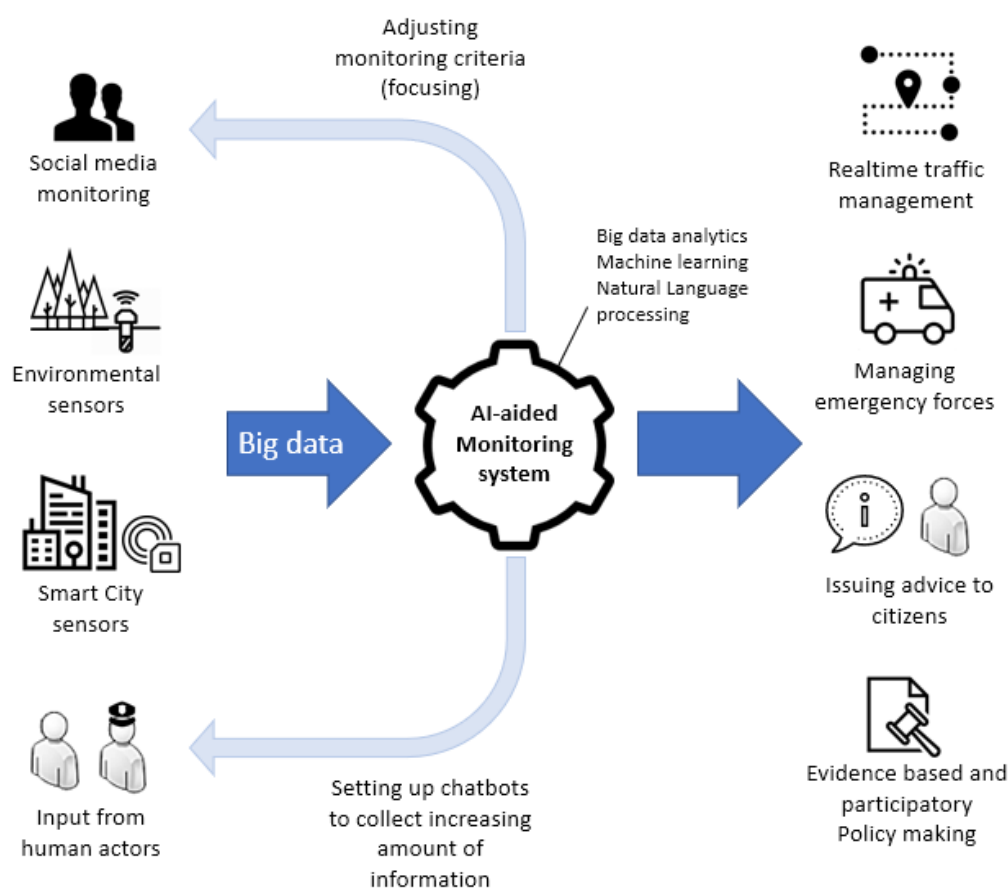 Adjusting
monitoring criteria
(focusing)
Social media
monitoring
Environmental
sensors
Smart City
sensors
Input from
human actors
Big data
Big data analytics
Machine learning
Natural Language
processing
AI-aided
Monitoring
system
Setting up chatbots
to collect increasing
amount of
information
Realtime traffic
management
Managing
emergency forces
i
Issuing advice to
citizens
Evidence based and
participatory
Policy making